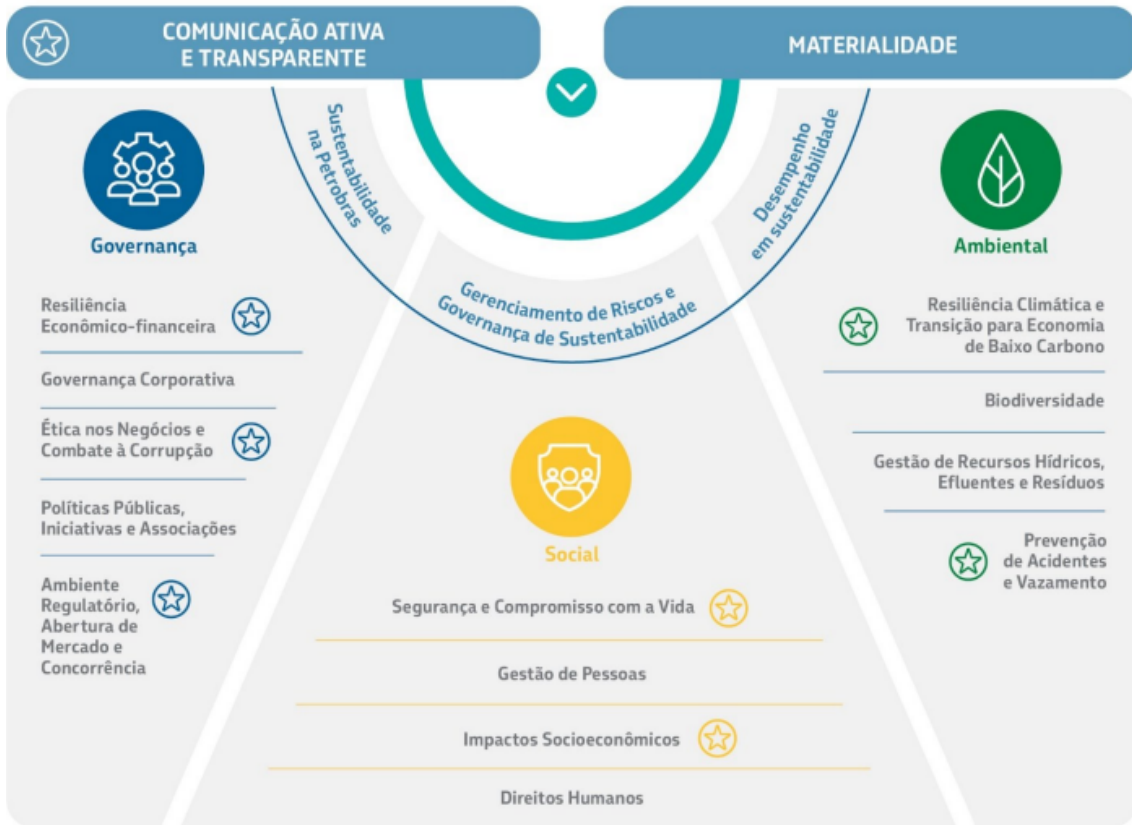 COMUNICAÇÃO ATIVA
E TRANSPARENTE
MATERIALIDADE
Sustentabilidade
na Petrobras
Gerenciamento de Riscos e
Governança de Sustentabilidade
Desempenho
em sustentabilidade
Governança
Resiliência
Econômico-financeira
Governança Corporativa
Ética nos Negócios e
Combate à Corrupção
Políticas Públicas,
Iniciativas e Associações
Ambiente
Regulatório,
Abertura de
Mercado e
Concorrência
Social
Segurança e Compromisso com a Vida
Gestão de Pessoas
Impactos Socioeconômicos
Direitos Humanos
Ambiental
Resiliência Climática e
Transição para Economia
de Baixo Carbono
Biodiversidade
Gestão de Recursos Hídricos,
Efluentes e Resíduos
Prevenção
de Acidentes
e Vazamento